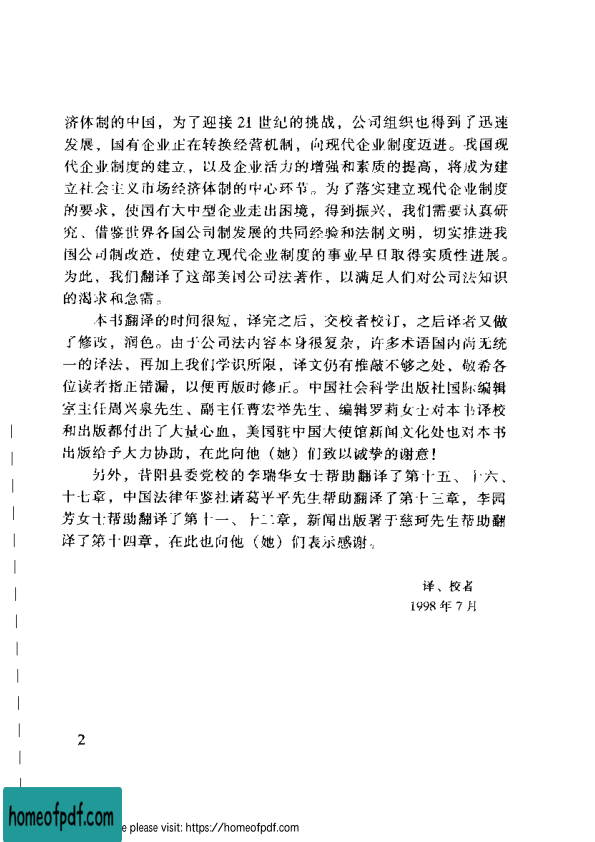 济体制的中国，为了迎接 21 世纪的挑战，公司组织也得到了迅速
发展，国有企业正在转换经营机制，向现代企业制度迈进。我国现
代企业制度的建立，以及企业活力的增强和素质的提高，将成为建
立社会主义市场经济体制的中心环节。为了落实建立现代企业制度
的要求，使国有大中型企业走出困境，得到振兴，我们需要认真研
究、借鉴世界各国公司制发展的共同经验和法制文明，切实推进我
国公司制改造，使建立现代企业制度的事业早日取得实质性进展。
为此，我们翻译了这部美国公司法著作，以满足人们对公司法知识
的渴求和急需。
本书翻译的时间很短，译完之后，交校者校订，之后译者又做
了修改，润色。由于公司法内容本身很复杂，许多术语国内尚无统
一的译法，再加上我们学识所限，译文仍有推敲不够之处，敬希各
位读者指正错漏，以便再版时修正。中国社会科学出版社国际编辑
室主任周兴泉先生、副主任曹宏举先生、编辑罗莉女士对本书译校
和出版都付出了大量心血，美国驻中国大使馆新闻文化处也对本书
出版给予大力协助，在此向他（她）们致以诚挚的谢意！
另外，昔阳县委党校的李瑞华女士帮助翻译了第十五、十六、
十七章，中国法律年鉴社诸葛平平先生帮助翻译了第十三章，李园
芳女士帮助翻译了第十一、十二章，新闻出版署于慈珂先生帮助翻
译了第十四章，在此也向他（她）们表示感谢。
译、校者
1998 年 7 月
2
homeofpdf.com
e please visit: https://homeofpdf.com